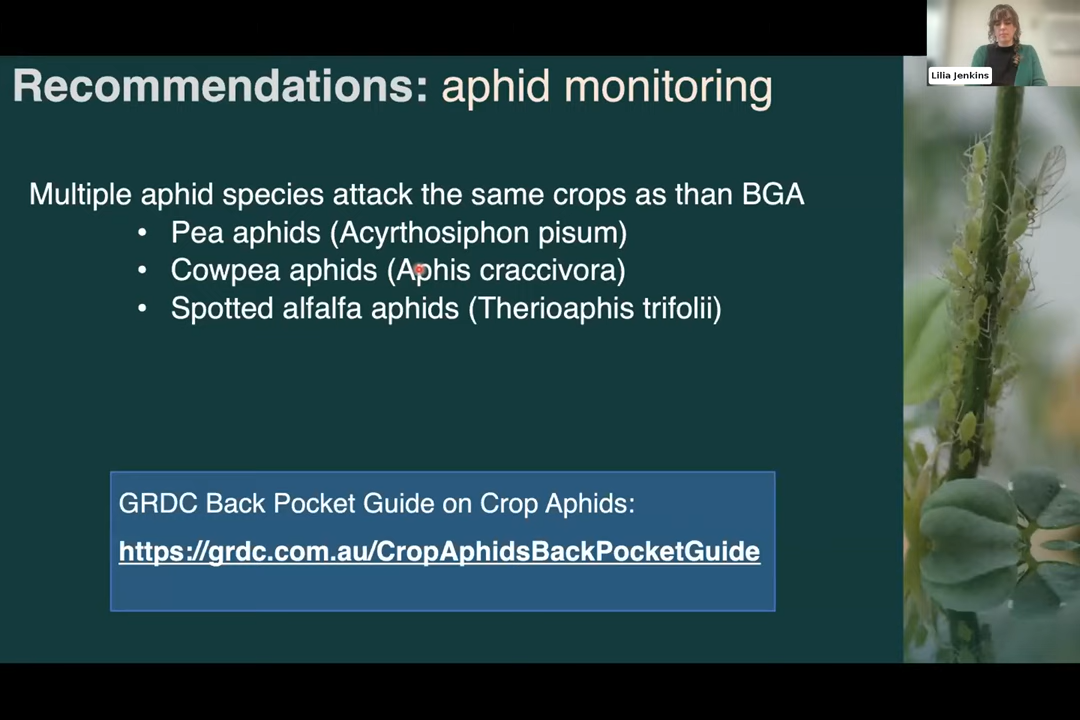 Lilia Jenkins
Recommendations: aphid monitoring
Multiple aphid species attack the same crops as than BGA
• Pea aphids (Acyrthosiphon pisum)
• Cowpea aphids (Aphis craccivora)
• Spotted alfalfa aphids (Therioaphis trifolii)
GRDC Back Pocket Guide on Crop Aphids:
https://grdc.com.au/CropAphidsBackPocketGuide